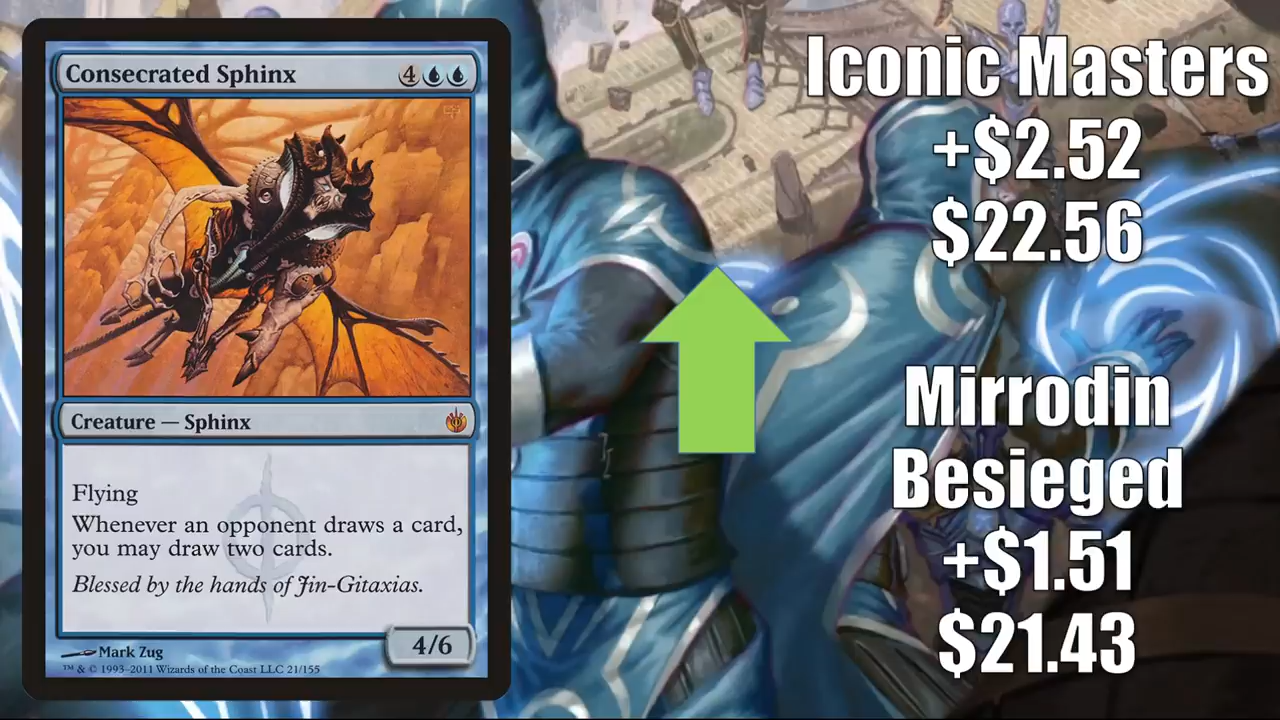 Consecrated Sphinx 4
Creature — Sphinx
Flying
Whenever an opponent draws a card,
you may draw two cards.
Blessed by the hands of Jin-Gitaxias.
4/6
Mark Zug
™ & © 1993–2011 Wizards of the Coast LLC 21/155
Iconic Masters
+$2.52
$22.56
Mirrodin
Besieged
+$1.51
$21.43